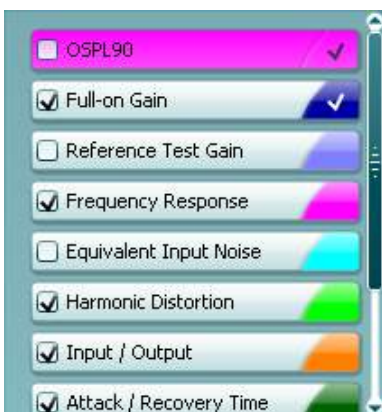 OSPL90
Full-on Gain
Reference Test Gain
Frequency Response
Equivalent Input Noise
Harmonic Distortion
Input / Output
Attack / Recovery Time